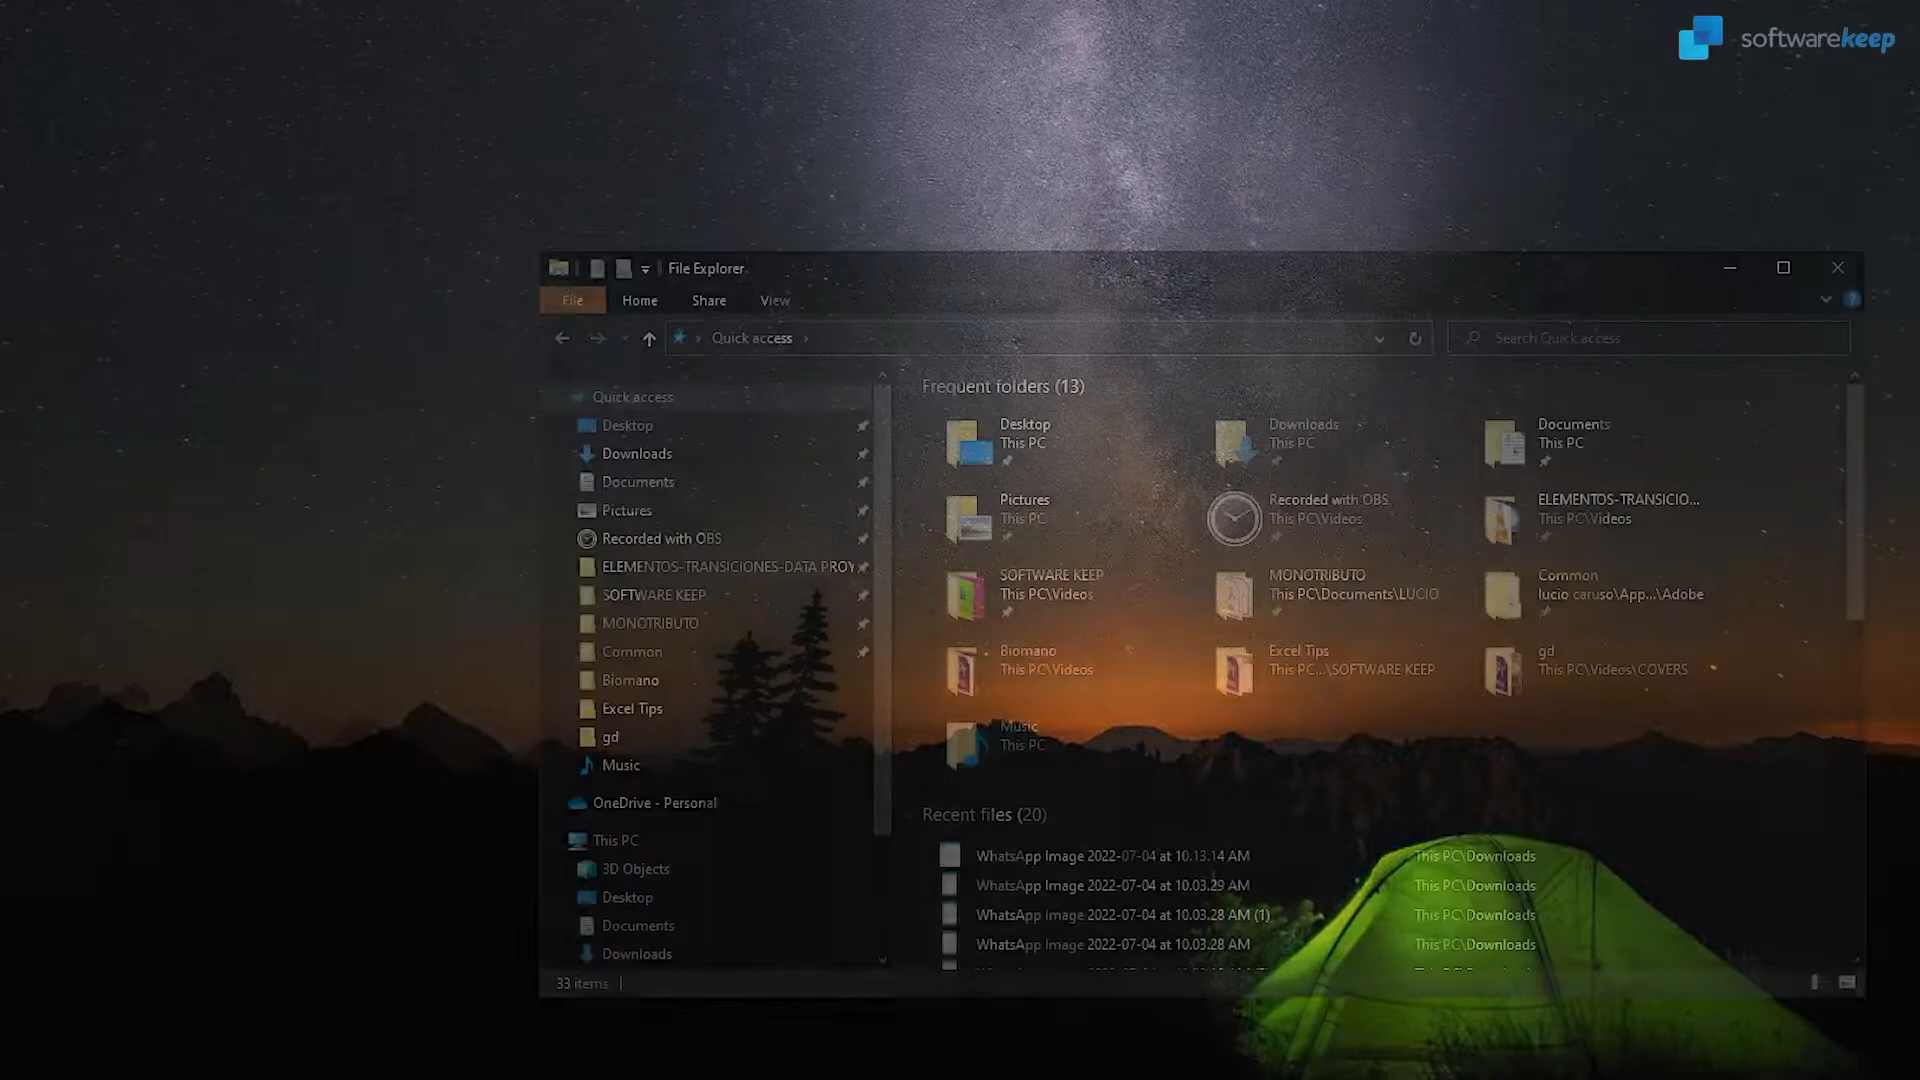 softwarekeep
File Explorer
File Home Share View
Quick access
Search Quick access
Quick access
Desktop
Downloads
Documents
Pictures
Recorded with OBS
ELEMENTOS-TRANSICIONES-DATA PROY
SOFTWARE KEEP
MONOTRIBUTO
Common
Biomano
Excel Tips
gd
Music
OneDrive - Personal
This PC
3D Objects
Desktop
Documents
Downloads
Frequent folders (13)
Desktop
This PC
Downloads
This PC
Documents
This PC
Pictures
This PC
Recorded with OBS
This PC\Videos
ELEMENTOS-TRANSICIO...
This PC\Videos
SOFTWARE KEEP
This PC\Videos
MONOTRIBUTO
This PC\Documents\LUCIO
Common
lucio caruso\App...\Adobe
Biomano
This PC\Videos
Excel Tips
This PC...\SOFTWARE KEEP
gd
This PC\Videos\COVERS
Music
This PC
Recent files (20)
WhatsApp Image 2022-07-04 at 10.13.14 AM This PC\Downloads
WhatsApp Image 2022-07-04 at 10.03.29 AM This PC\Downloads
WhatsApp Image 2022-07-04 at 10.03.28 AM (1) This PC\Downloads
WhatsApp Image 2022-07-04 at 10.03.28 AM This PC\Downloads
33 items